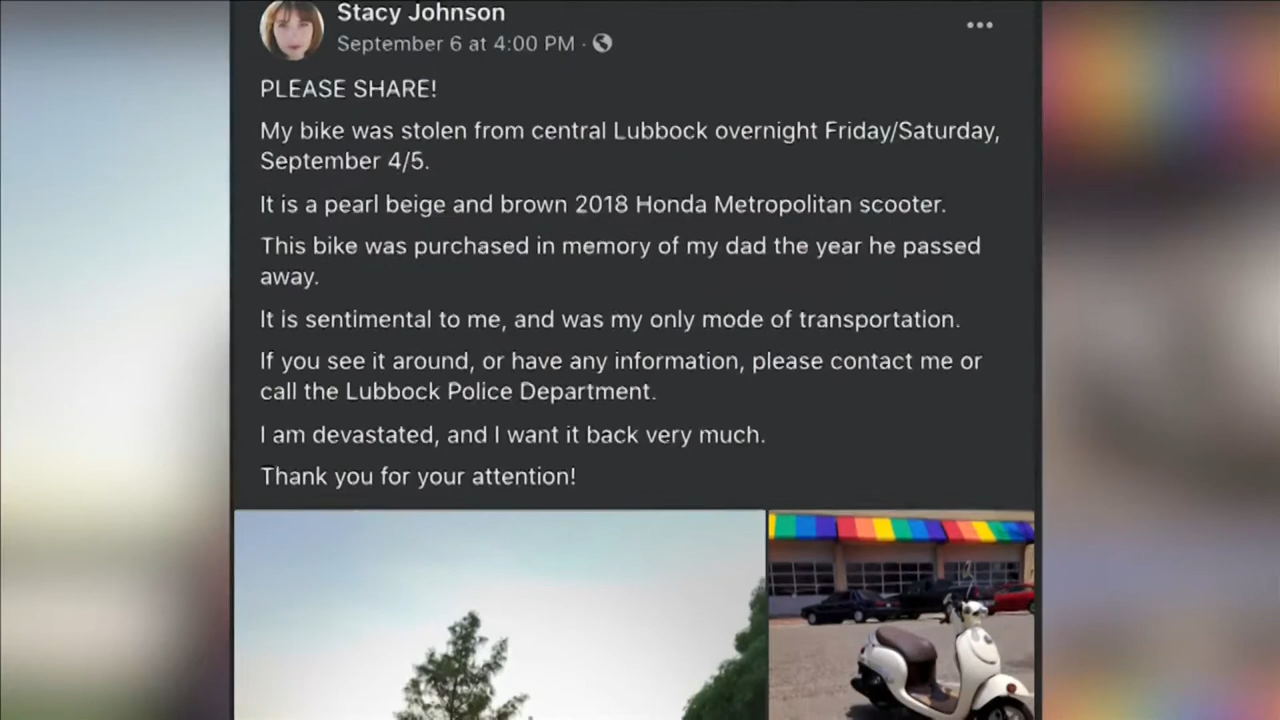 Stacy Johnson
September 6 at 4:00 PM ·
PLEASE SHARE!
My bike was stolen from central Lubbock overnight Friday/Saturday,
September 4/5.
It is a pearl beige and brown 2018 Honda Metropolitan scooter.
This bike was purchased in memory of my dad the year he passed
away.
It is sentimental to me, and was my only mode of transportation.
If you see it around, or have any information, please contact me or
call the Lubbock Police Department.
I am devastated, and I want it back very much.
Thank you for your attention!